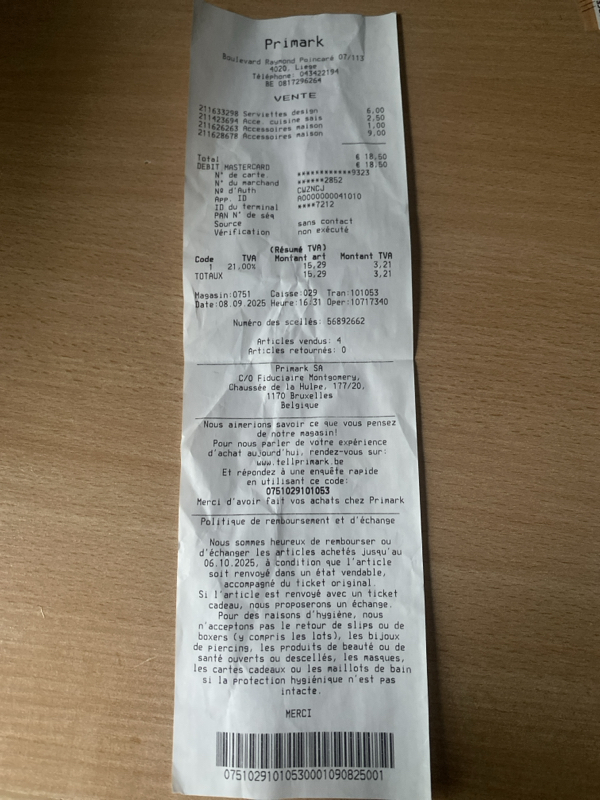 Primark
Boulevard Raymond Poincaré 07/113
4020, Liege
Téléphone: 043422194
BE 0817296264
VENTE
211633298 Serviettes design 6,00
211423694 Acce. cuisine sais 2,50
211626263 Accessoires maison 1,00
211628678 Accessoires maison 9,00
Total € 18,50
DEBIT MASTERCARD € 18,50
N° de carte. ************9323
N° du marchand ******2852
Nº d'Auth CWZNCJ
App. ID A0000000041010
ID du terminal ****7212
PAN N° de séq
Source sans contact
Vérification non exécuté
(Résumé TVA)
Code TVA Montant art Montant TVA
1 21,00% 15,29 3,21
TOTAUX 15,29 3,21
Magasin:0751 Caisse:029 Tran:101053
Date:08.09.2025 Heure:16:31 Oper:10717340
Numéro des scellés: 56892662
Articles vendus: 4
Articles retournés: 0
Primark SA
C/O Fiduciaire Montgomery,
Chaussée de la Hulpe, 177/20,
1170 Bruxelles
Belgique
Nous aimerions savoir ce que vous pensez
de notre magasin!
Pour nous parler de votre expérience
d'achat aujourd'hui, rendez-vous sur:
www.tellprimark.be
Et répondez à une enquête rapide
en utilisant ce code:
0751029101053
Merci d'avoir fait vos achats chez Primark
Politique de remboursement et d'échange
Nous sommes heureux de rembourser ou
d'échanger les articles achetés jusqu'au
06.10.2025, à condition que l'article
soit renvoyé dans un état vendable,
accompagné du ticket original.
Si l'article est renvoyé avec un ticket
cadeau, nous proposerons un échange.
Pour des raisons d'hygiène, nous
n'acceptons pas le retour de slips ou de
boxers (y compris les lots), les bijoux
de piercing, les produits de beauté ou de
santé ouverts ou descellés, les masques,
les cartes cadeaux ou les maillots de bain
si la protection hygiénique n'est pas
intacte.
MERCI
07510291010530001090825001